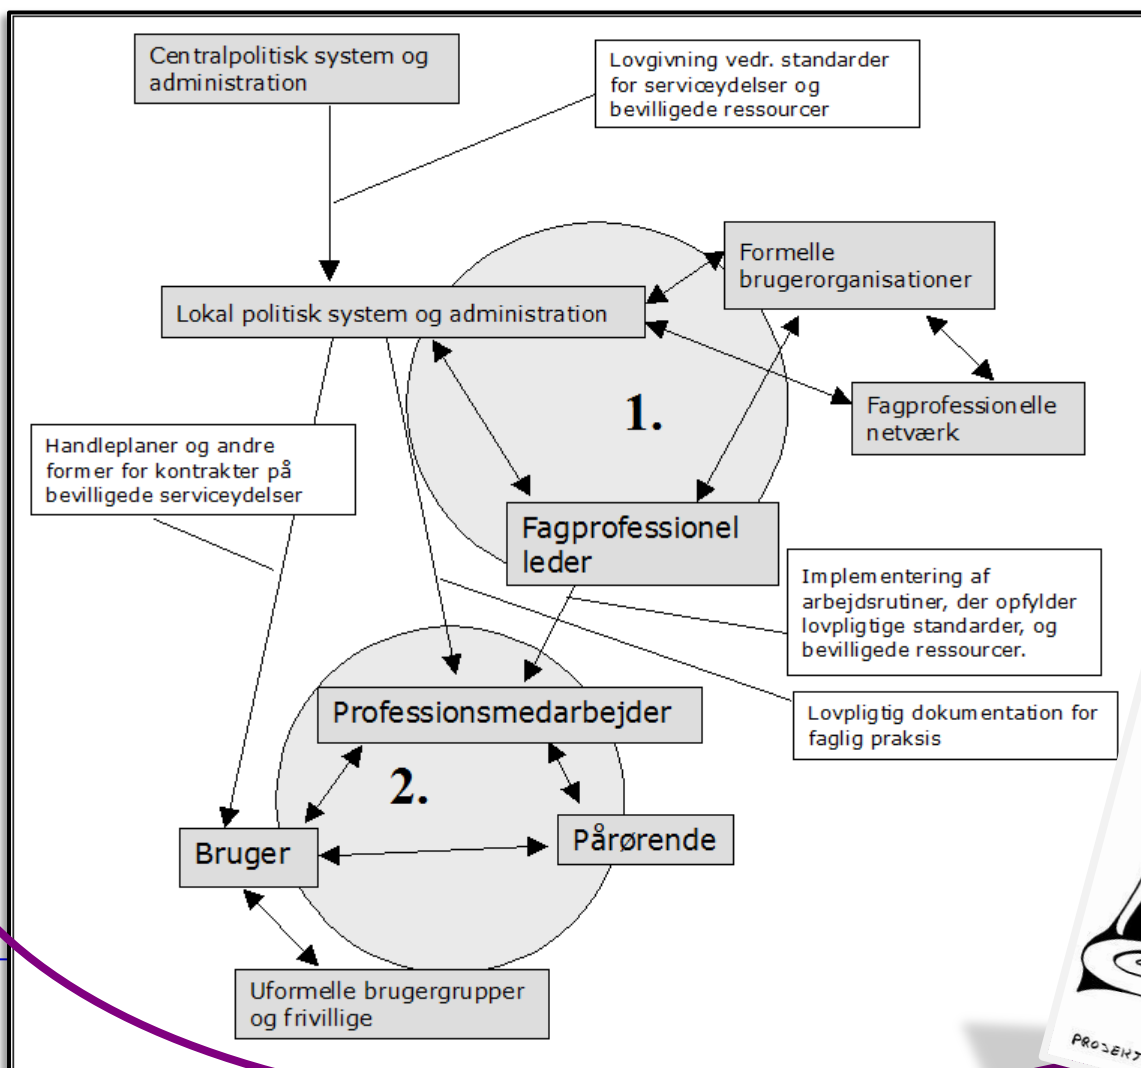 Centralpolitisk system og
administration
Lovgivning vedr. standarder
for serviceydelser og
bevilligede ressourcer
Formelle
brugerorganisationer
Lokal politisk system og administration
1.
Fagprofessionelle
netværk
Handleplaner og andre
former for kontrakter på
bevilligede serviceydelser
Fagprofessionel
leder
Implementering af
arbejdsrutiner, der opfylder
lovpligtige standarder, og
bevilligede ressourcer.
Professionsmedarbejder
Lovpligtig dokumentation for
faglig praksis
2.
Bruger
Pårørende
Uformelle brugergrupper
og frivillige